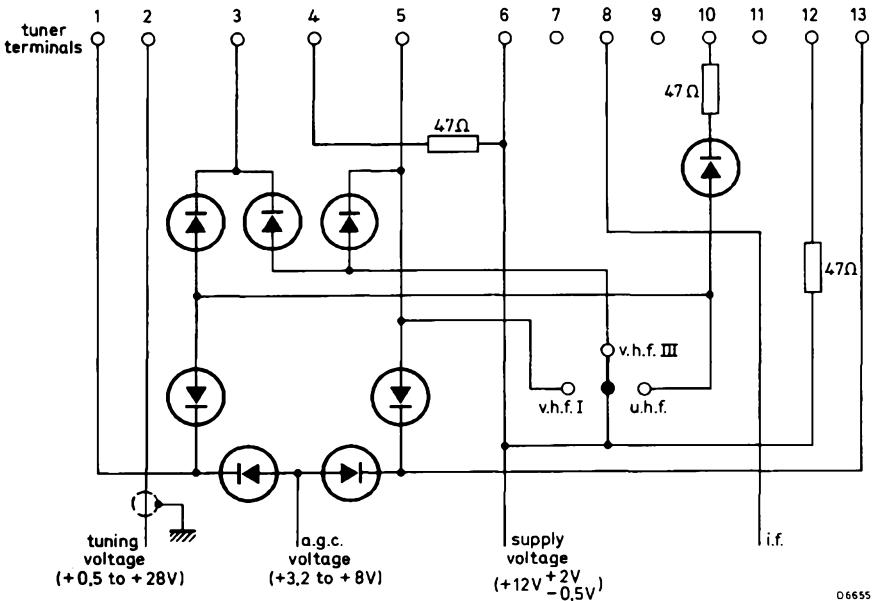 tuner
terminals
1 2 3 4 5 6 7 8 9 10 11 12 13
47Ω
47Ω
47Ω
v.h.f. III
v.h.f. I
u.h.f.
tuning
voltage
(+0,5 to +28V)
a.g.c.
voltage
(+3,2 to +8V)
supply
voltage
(+12V +2V
-0,5V)
i.f.
06655